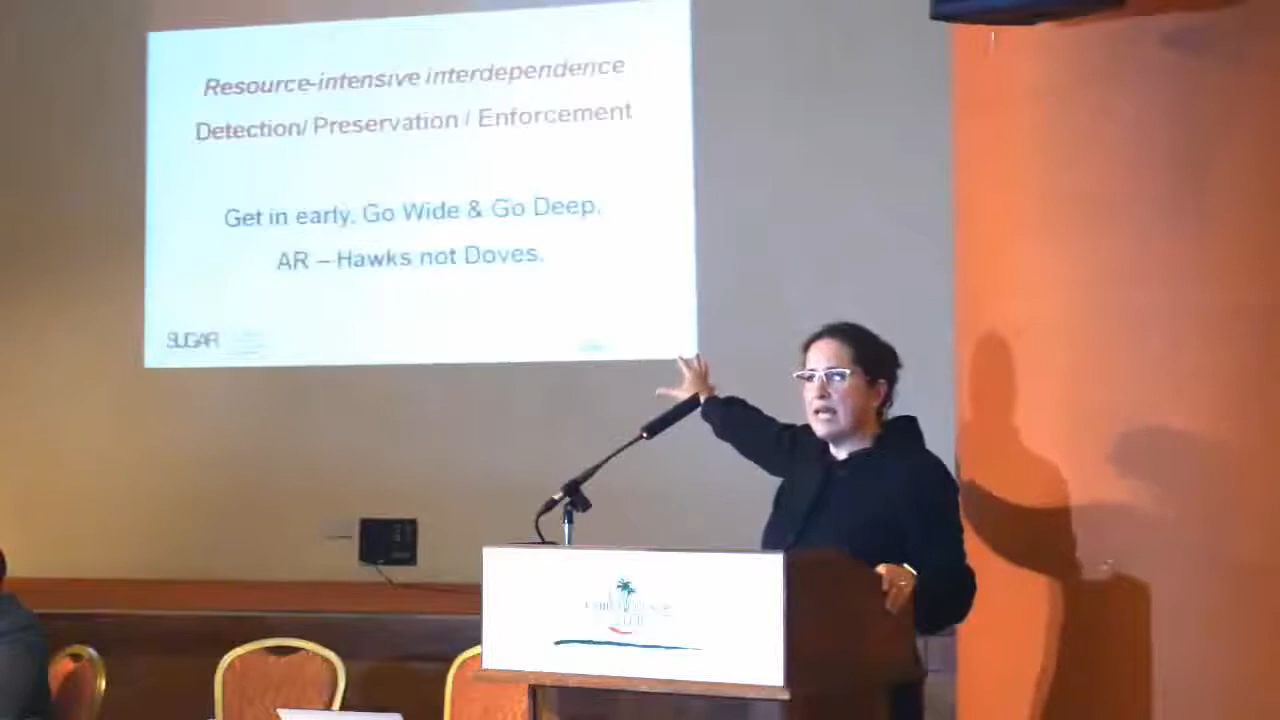 Resource-intensive interdependence
Detection/ Preservation / Enforcement
Get in early. Go Wide & Go Deep.
AR – Hawks not Doves.
SUGAR